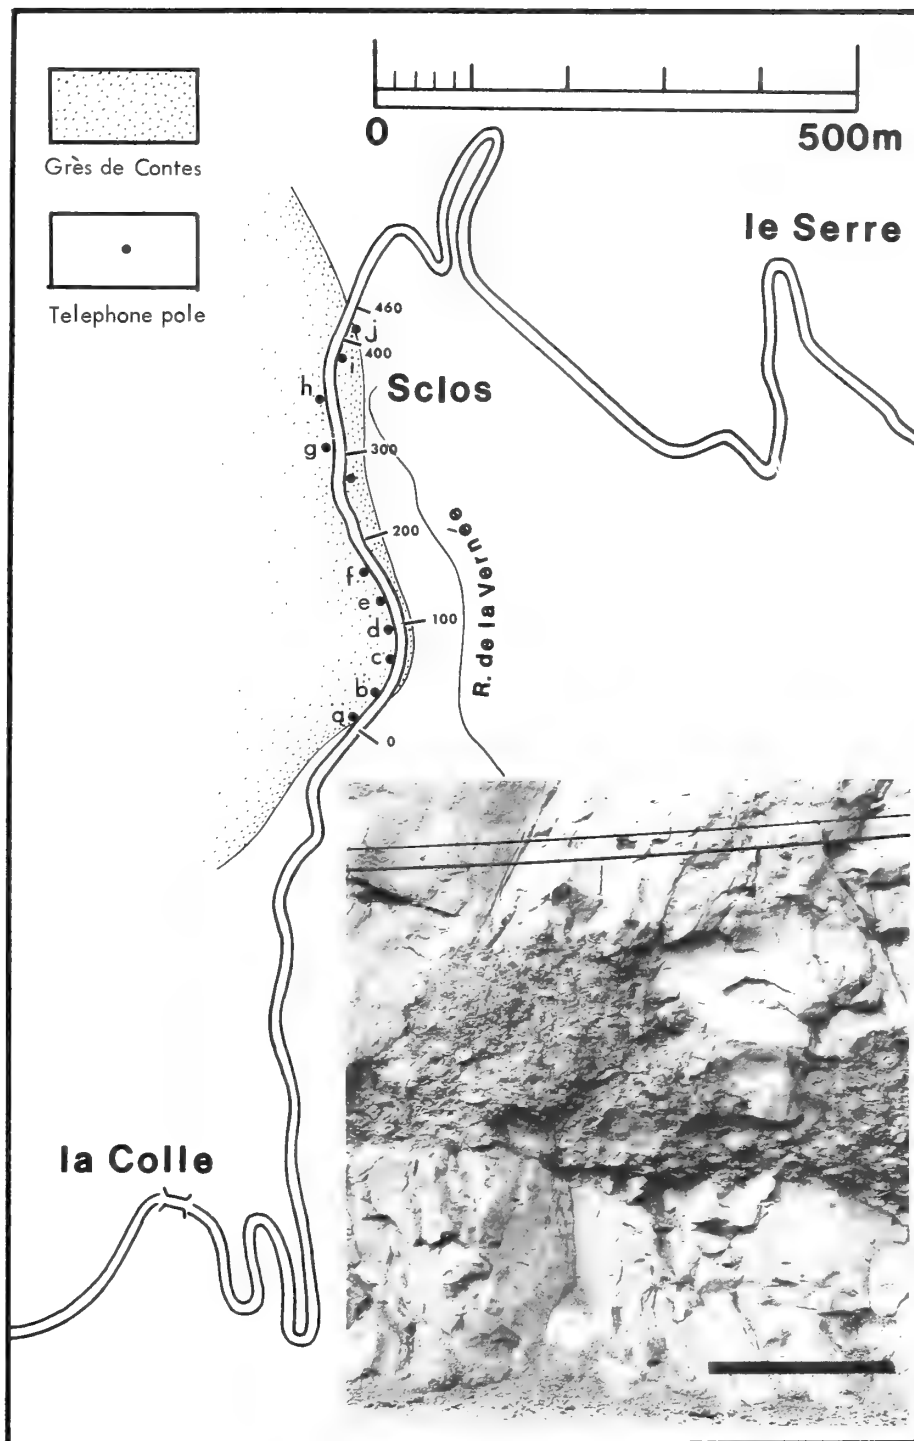 0
500m
Grès de Contes
Telephone pole
le Serre
460
j
400
i
h
Sclos
g
300
200
f
e
100
d
c
b
a
0
R. de la Vernée
la Colle